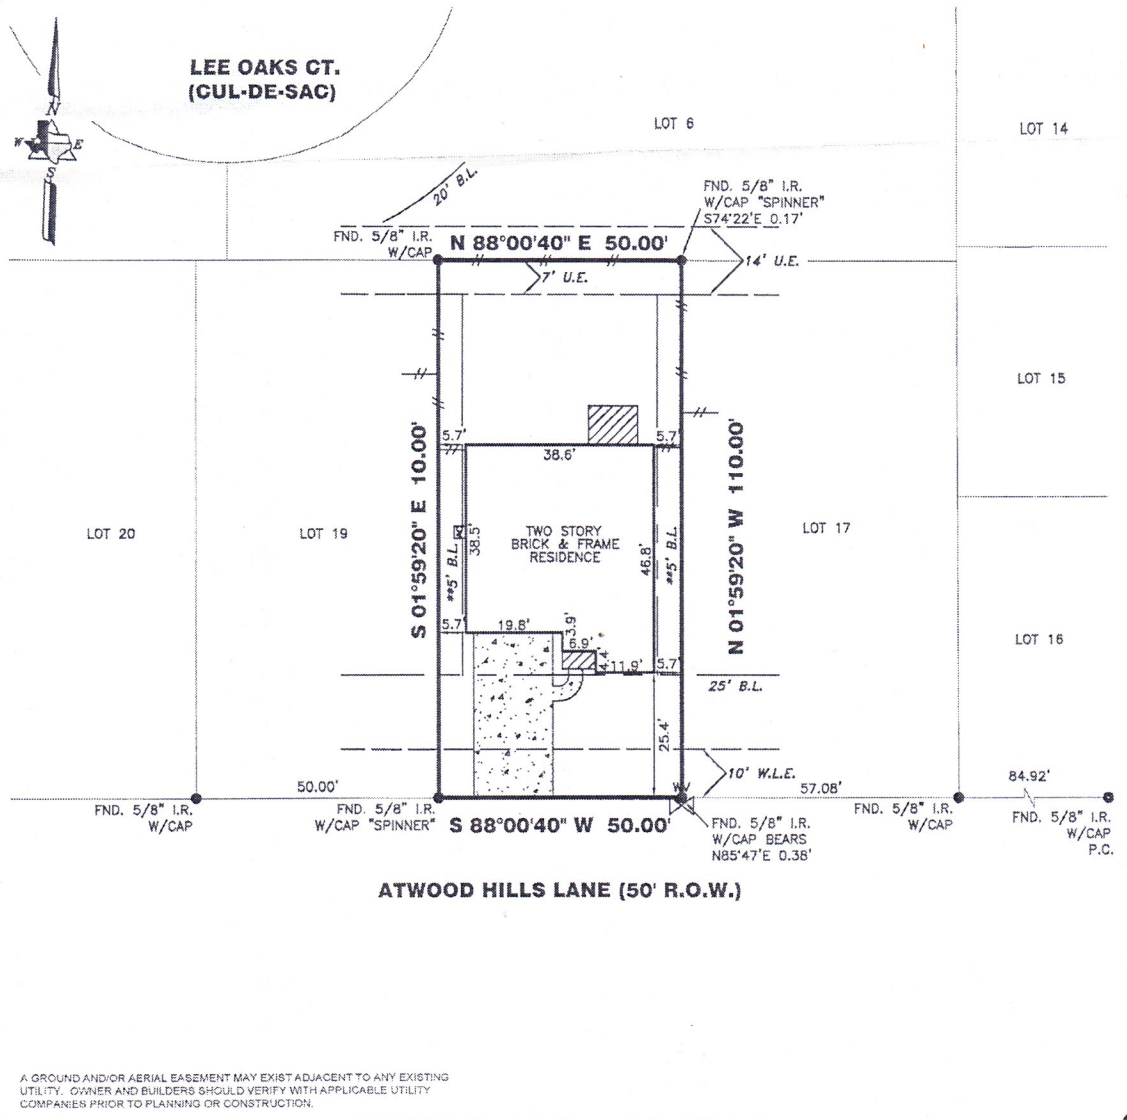 LEE OAKS CT.
(CUL-DE-SAC)
N
W E
S
LOT 6
LOT 14
20' B.L.
FND. 5/8" I.R.
W/CAP "SPINNER"
S74°22'E 0.17'
FND. 5/8" I.R.
W/CAP
N 88°00'40" E 50.00'
14' U.E.
7' U.E.
LOT 15
5.7'
5.7'
38.6'
S 01°59'20" E 10.00'
N 01°59'20" W 110.00'
LOT 20
LOT 19
LOT 17
TWO STORY
BRICK & FRAME
RESIDENCE
38.5'
46.8'
**5' B.L.
**5' B.L.
LOT 16
5.7'
19.8'
3.9'
6.9'
4.4'
11.9'
5.7'
25' B.L.
25.4'
10' W.L.E.
50.00'
57.08'
84.92'
WV
FND. 5/8" I.R.
W/CAP
FND. 5/8" I.R.
W/CAP "SPINNER"
S 88°00'40" W 50.00'
FND. 5/8" I.R.
W/CAP BEARS
N85°47'E 0.38'
FND. 5/8" I.R.
W/CAP
FND. 5/8" I.R.
W/CAP
P.C.
ATWOOD HILLS LANE (50' R.O.W.)
A GROUND AND/OR AERIAL EASEMENT MAY EXIST ADJACENT TO ANY EXISTING
UTILITY. OWNER AND BUILDERS SHOULD VERIFY WITH APPLICABLE UTILITY
COMPANIES PRIOR TO PLANNING OR CONSTRUCTION.